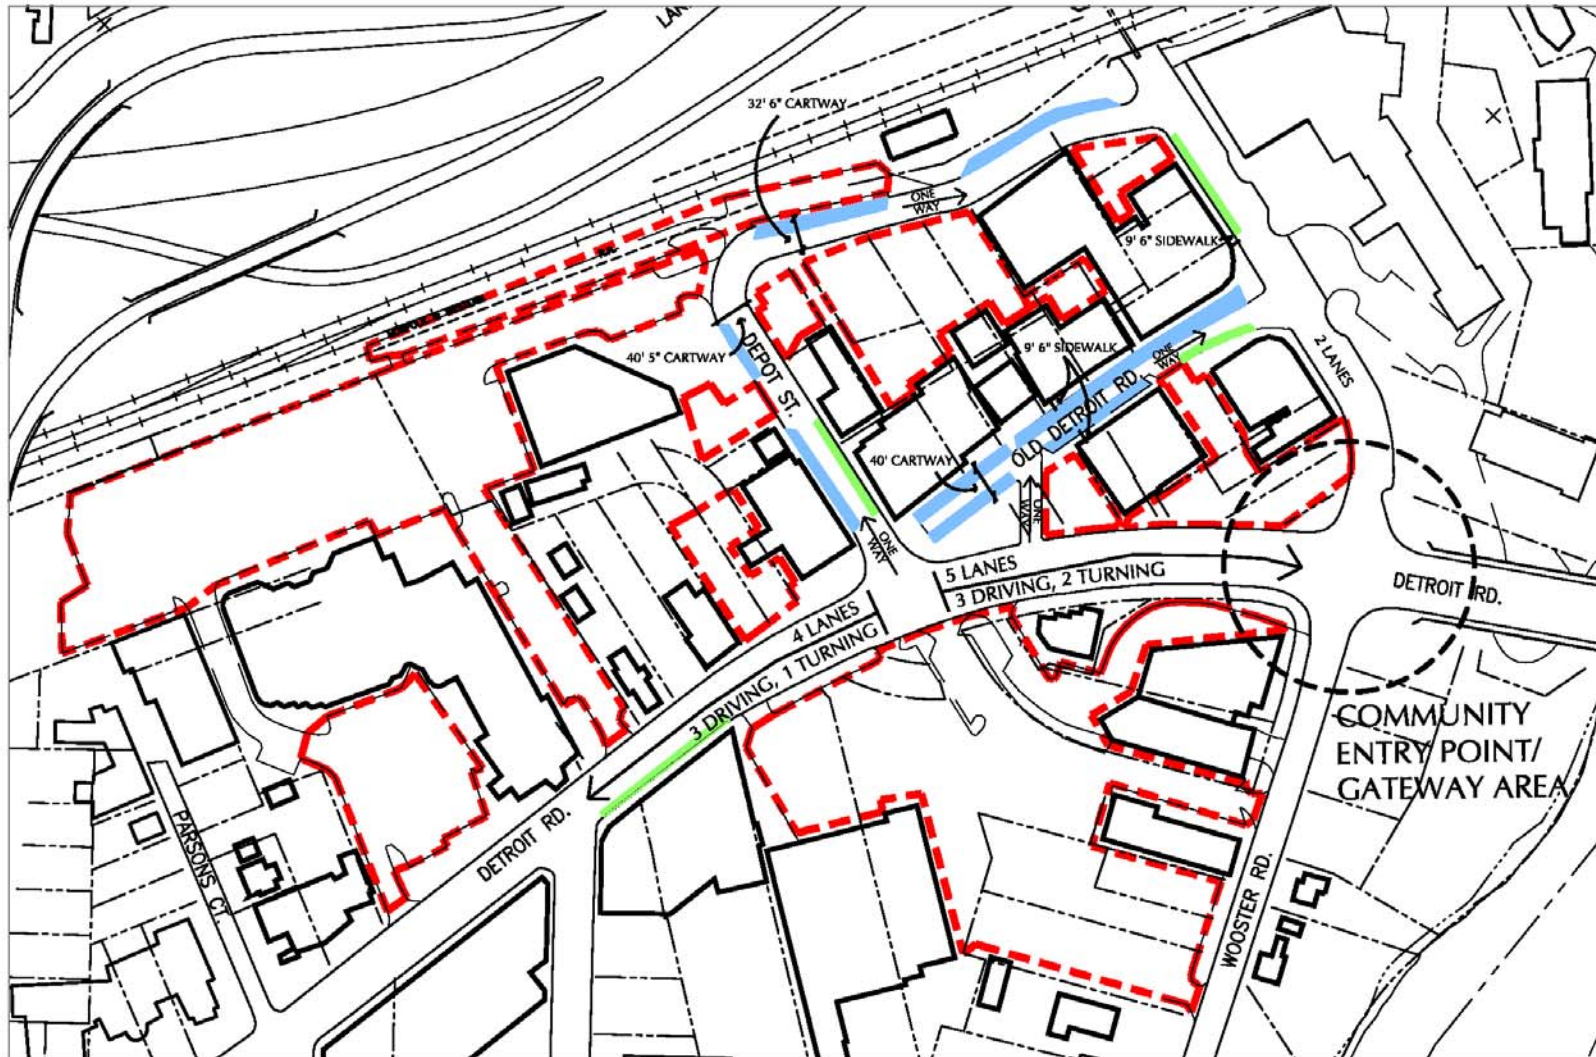 LAN
32' 6" CARTWAY
ONE
WAY
9' 6" SIDEWALK
40' 5" CARTWAY
DEPOT ST.
9' 6" SIDEWALK
ONE
WAY
2 LANES
OLD DETROIT RD
40' CARTWAY
ONE
WAY
ONE
WAY
5 LANES
3 DRIVING, 2 TURNING
DETROIT RD.
4 LANES
3 DRIVING, 1 TURNING
COMMUNITY
ENTRY POINT/
GATEWAY AREA
PARSONS CT.
DETROIT RD.
WOOSTER RD.